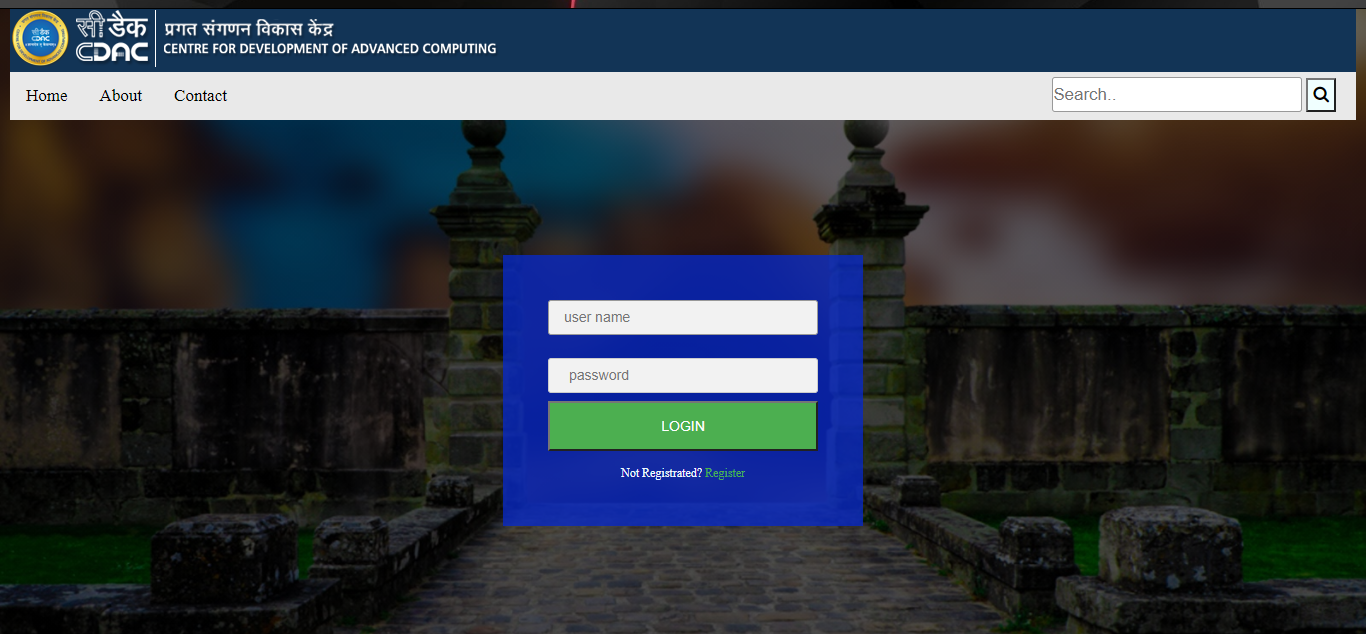 सी डैक
CDAC
प्रगत संगणन विकास केंद्र
CENTRE FOR DEVELOPMENT OF ADVANCED COMPUTING
Home About Contact
Search..
user name
password
LOGIN
Not Registrated? Register